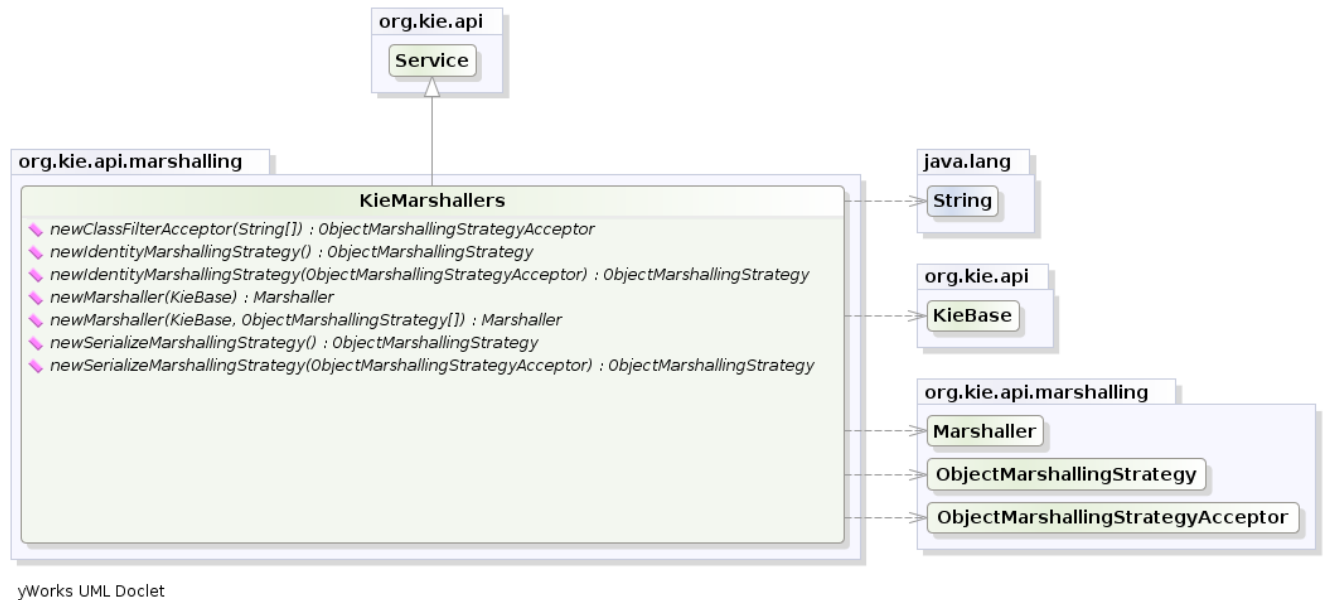 org.kie.api
Service
org.kie.api.marshalling
KieMarshallers
newClassFilterAcceptor(String[]) : ObjectMarshallingStrategyAcceptor
newIdentityMarshallingStrategy() : ObjectMarshallingStrategy
newIdentityMarshallingStrategy(ObjectMarshallingStrategyAcceptor) : ObjectMarshallingStrategy
newMarshaller(KieBase) : Marshaller
newMarshaller(KieBase, ObjectMarshallingStrategy[]) : Marshaller
newSerializeMarshallingStrategy() : ObjectMarshallingStrategy
newSerializeMarshallingStrategy(ObjectMarshallingStrategyAcceptor) : ObjectMarshallingStrategy
java.lang
String
org.kie.api
KieBase
org.kie.api.marshalling
Marshaller
ObjectMarshallingStrategy
ObjectMarshallingStrategyAcceptor
yWorks UML Doclet